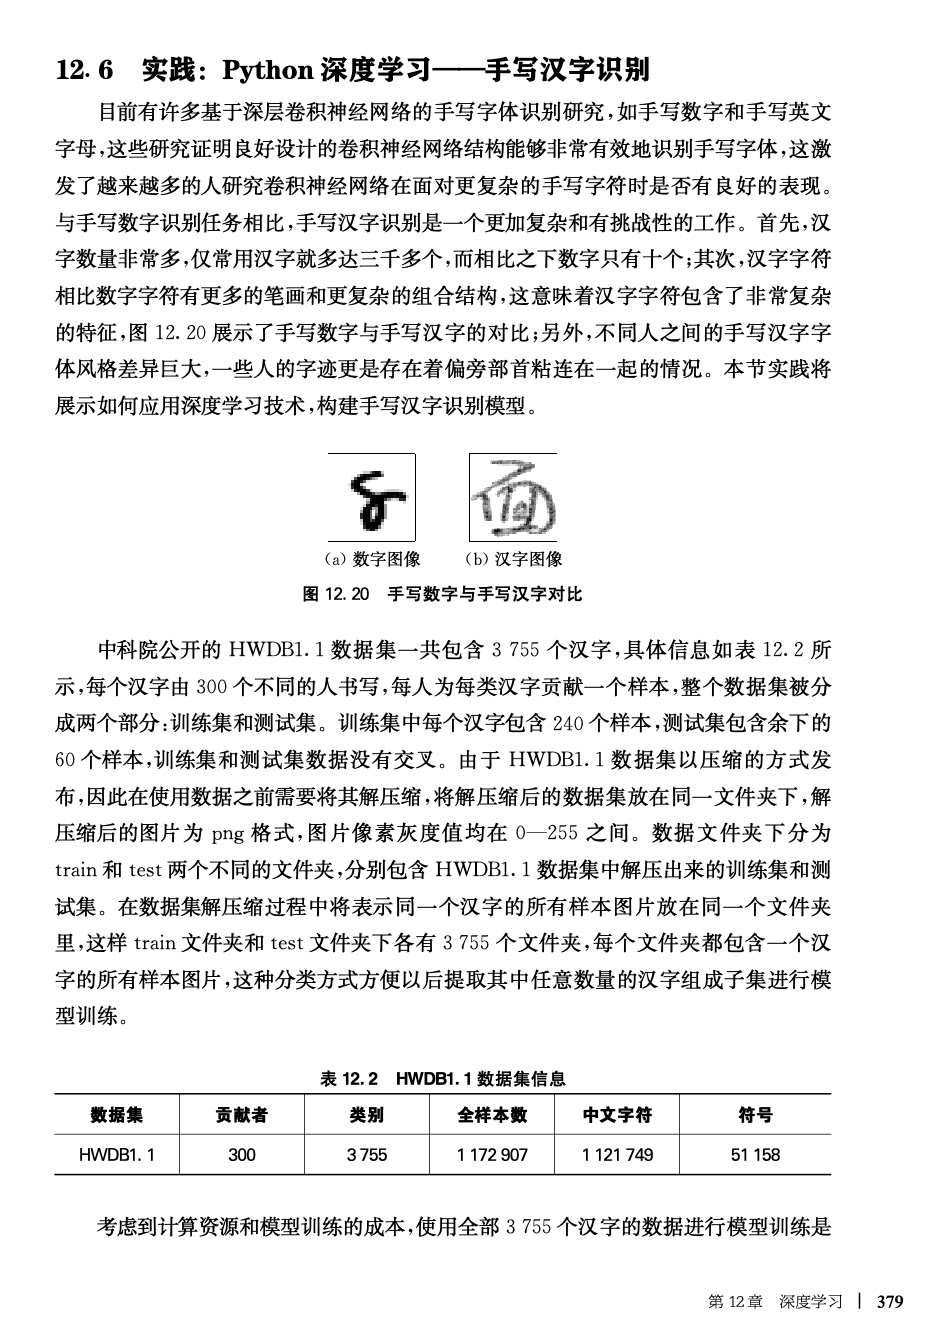 12.6 实践：Python 深度学习——手写汉字识别
目前有许多基于深层卷积神经网络的手写字体识别研究，如手写数字和手写英文
字母，这些研究证明良好设计的卷积神经网络结构能够非常有效地识别手写字体，这激
发了越来越多的人研究卷积神经网络在面对更复杂的手写字符时是否有良好的表现。
与手写数字识别任务相比，手写汉字识别是一个更加复杂和有挑战性的工作。首先，汉
字数量非常多，仅常用汉字就多达三千多个，而相比之下数字只有十个；其次，汉字字符
相比数字字符有更多的笔画和更复杂的组合结构，这意味着汉字字符包含了非常复杂
的特征，图 12.20 展示了手写数字与手写汉字的对比；另外，不同人之间的手写汉字字
体风格差异巨大，一些人的字迹更是存在着偏旁部首粘连在一起的情况。本节实践将
展示如何应用深度学习技术，构建手写汉字识别模型。
8 面
(a) 数字图像 (b) 汉字图像
图 12.20 手写数字与手写汉字对比
中科院公开的 HWDB1.1 数据集一共包含 3 755 个汉字，具体信息如表 12.2 所
示，每个汉字由 300 个不同的人书写，每人为每类汉字贡献一个样本，整个数据集被分
成两个部分：训练集和测试集。训练集中每个汉字包含 240 个样本，测试集包含余下的
60 个样本，训练集和测试集数据没有交叉。由于 HWDB1.1 数据集以压缩的方式发
布，因此在使用数据之前需要将其解压缩，将解压缩后的数据集放在同一文件夹下，解
压缩后的图片为 png 格式，图片像素灰度值均在 0—255 之间。数据文件夹下分为
train 和 test 两个不同的文件夹，分别包含 HWDB1.1 数据集中解压出来的训练集和测
试集。在数据集解压缩过程中将表示同一个汉字的所有样本图片放在同一个文件夹
里，这样 train 文件夹和 test 文件夹下各有 3 755 个文件夹，每个文件夹都包含一个汉
字的所有样本图片，这种分类方式方便以后提取其中任意数量的汉字组成子集进行模
型训练。
表 12.2 HWDB1.1 数据集信息
数据集 贡献者 类别 全样本数 中文字符 符号
HWDB1.1 300 3 755 1 172 907 1 121 749 51 158
考虑到计算资源和模型训练的成本，使用全部 3 755 个汉字的数据进行模型训练是
第 12 章 深度学习 | 379